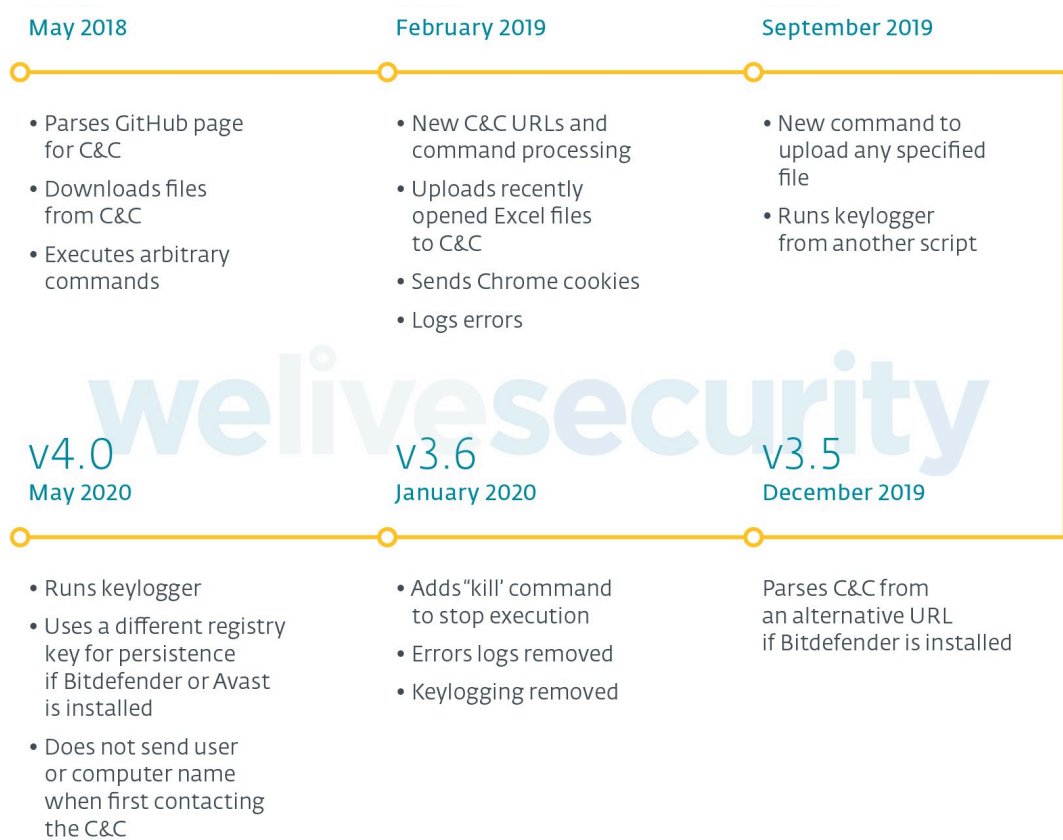 May 2018
• Parses GitHub page
for C&C
• Downloads files
from C&C
• Executes arbitrary
commands
February 2019
• New C&C URLs and
command processing
• Uploads recently
opened Excel files
to C&C
• Sends Chrome cookies
• Logs errors
September 2019
• New command to
upload any specified
file
• Runs keylogger
from another script
welivesecurity
v4.0
May 2020
• Runs keylogger
• Uses a different registry
key for persistence
if Bitdefender or Avast
is installed
• Does not send user
or computer name
when first contacting
the C&C
v3.6
January 2020
• Adds “kill’ command
to stop execution
• Errors logs removed
• Keylogging removed
v3.5
December 2019
Parses C&C from
an alternative URL
if Bitdefender is installed